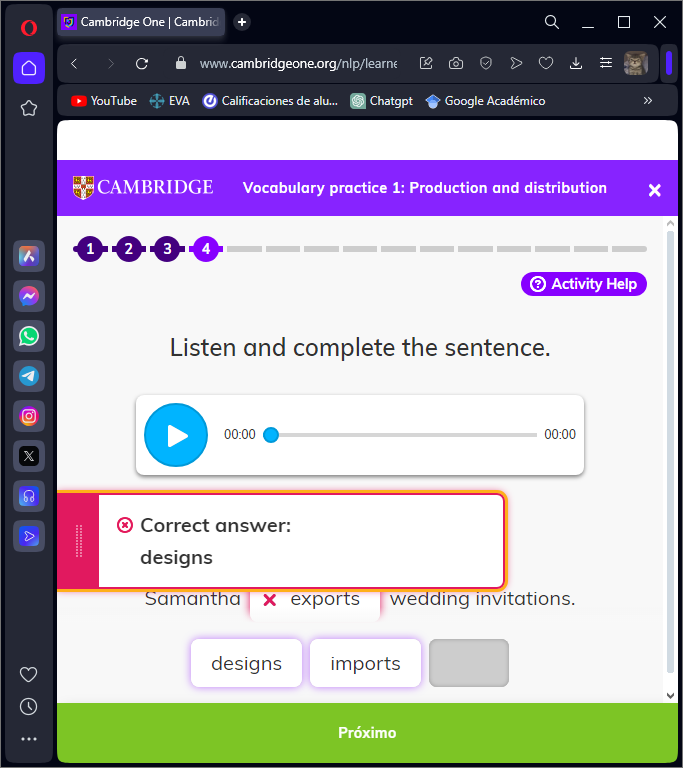 Cambridge One | Cambrid
www.cambridgeone.org/nlp/learne
YouTube EVA Calificaciones de alu... Chatgpt Google Académico »
CAMBRIDGE Vocabulary practice 1: Production and distribution
1 2 3 4
? Activity Help
Listen and complete the sentence.
00:00 00:00
Correct answer:
designs
Samantha exports wedding invitations.
designs imports
Próximo